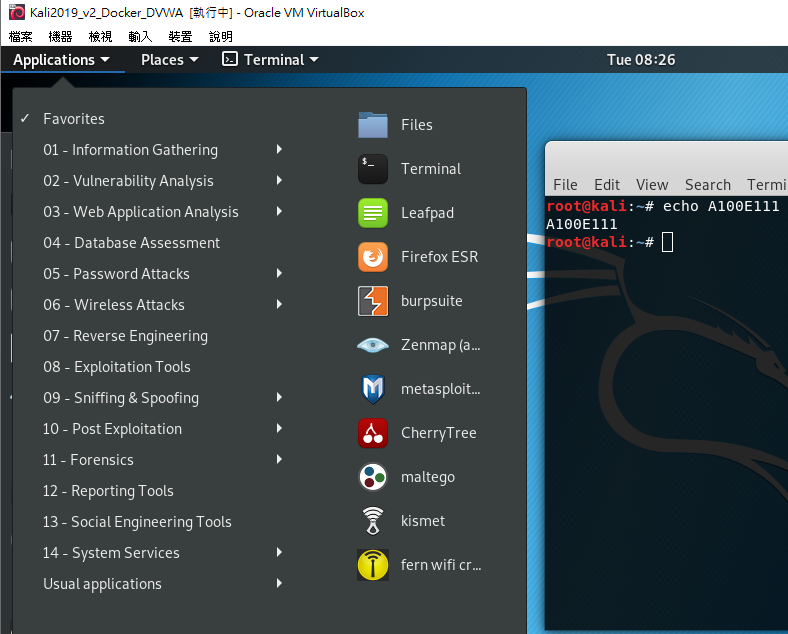 Kali2019_v2_Docker_DVWA [執行中] - Oracle VM VirtualBox
檔案 機器 檢視 輸入 裝置 說明
Applications Places Terminal Tue 08:26
Favorites
01 - Information Gathering
02 - Vulnerability Analysis
03 - Web Application Analysis
04 - Database Assessment
05 - Password Attacks
06 - Wireless Attacks
07 - Reverse Engineering
08 - Exploitation Tools
09 - Sniffing & Spoofing
10 - Post Exploitation
11 - Forensics
12 - Reporting Tools
13 - Social Engineering Tools
14 - System Services
Usual applications
Files
Terminal
Leafpad
Firefox ESR
burpsuite
Zenmap (a...
metasploit...
CherryTree
maltego
kismet
fern wifi cr...
File Edit View Search Termi
root@kali:~# echo A100E111
A100E111
root@kali:~#